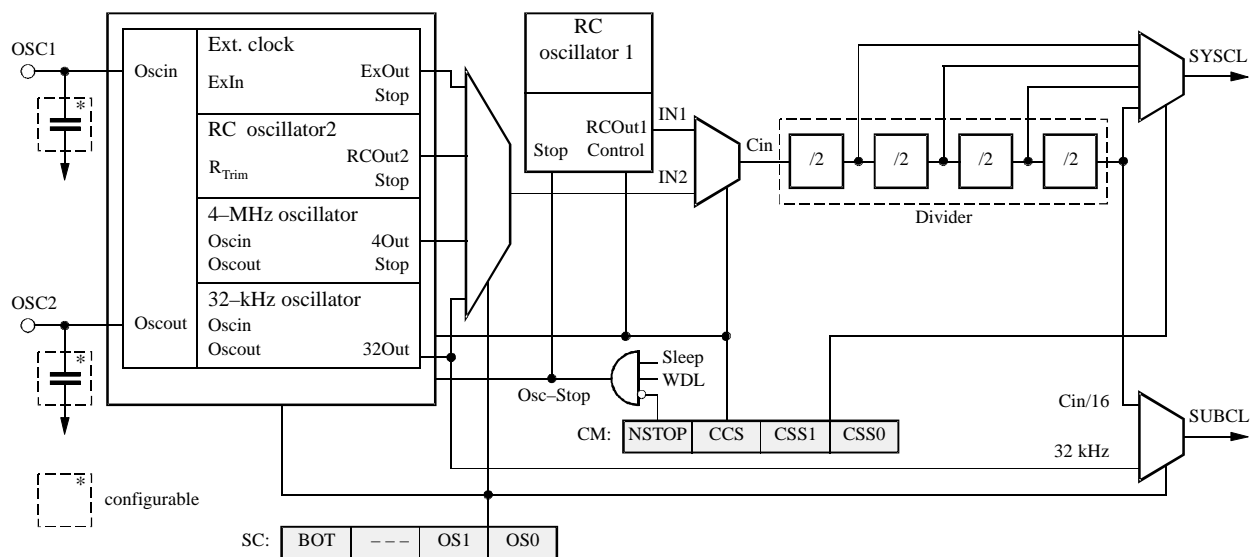 OSC1
*
OSC2
*
*
configurable
Oscin
Oscout
Ext. clock
ExIn
ExOut
Stop
RC oscillator2
RTrim
RCOut2
Stop
4–MHz oscillator
Oscin
4Out
Oscout
Stop
32–kHz oscillator
Oscin
Oscout
32Out
RC
oscillator 1
RCOut1
Stop
Control
IN1
IN2
Cin
/2
/2
/2
/2
Divider
SYSCL
Sleep
WDL
Osc–Stop
CM:
NSTOP
CCS
CSS1
CSS0
Cin/16
32 kHz
SUBCL
SC:
BOT
– – –
OS1
OS0